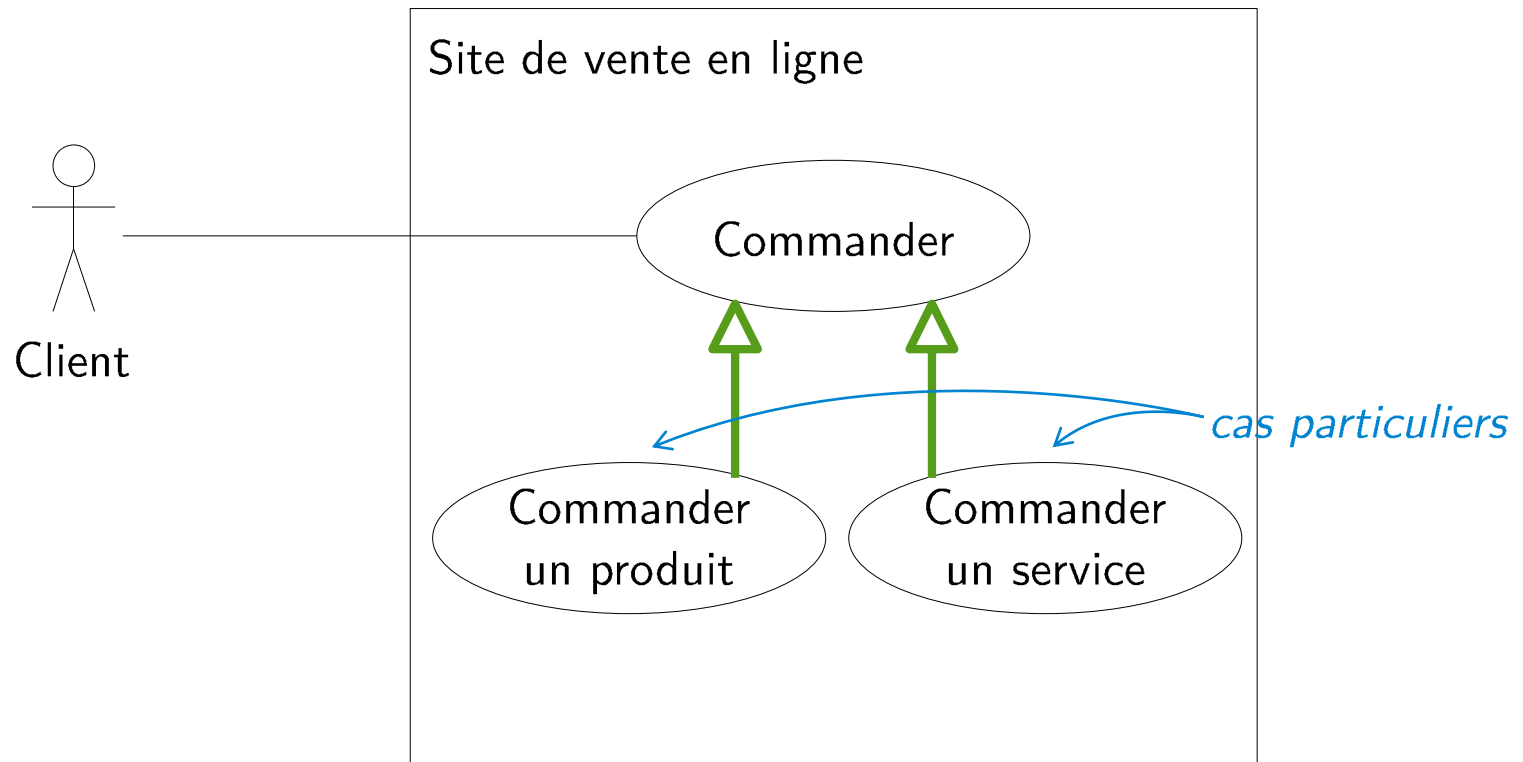 Site de vente en ligne
Commander
Client
cas particuliers
Commander
un produit
Commander
un service